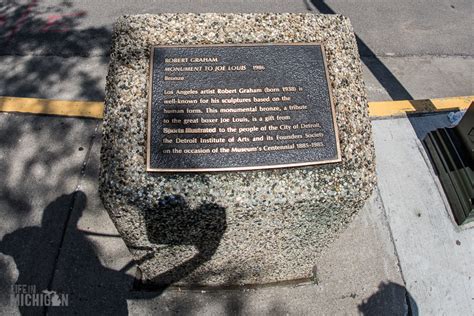 ROBERT GRAHAM
MONUMENT TO JOE LOUIS 1986
Bronze
Los Angeles artist Robert Graham (born 1938) is
well-known for his sculptures based on the
human form. This monumental bronze, a tribute
to the great boxer Joe Louis, is a gift from
Sports Illustrated to the people of the City of Detroit,
the Detroit Institute of Arts and its Founders Society
on the occasion of the Museum's Centennial 1885-1985.
LIFE IN
MICHIGAN